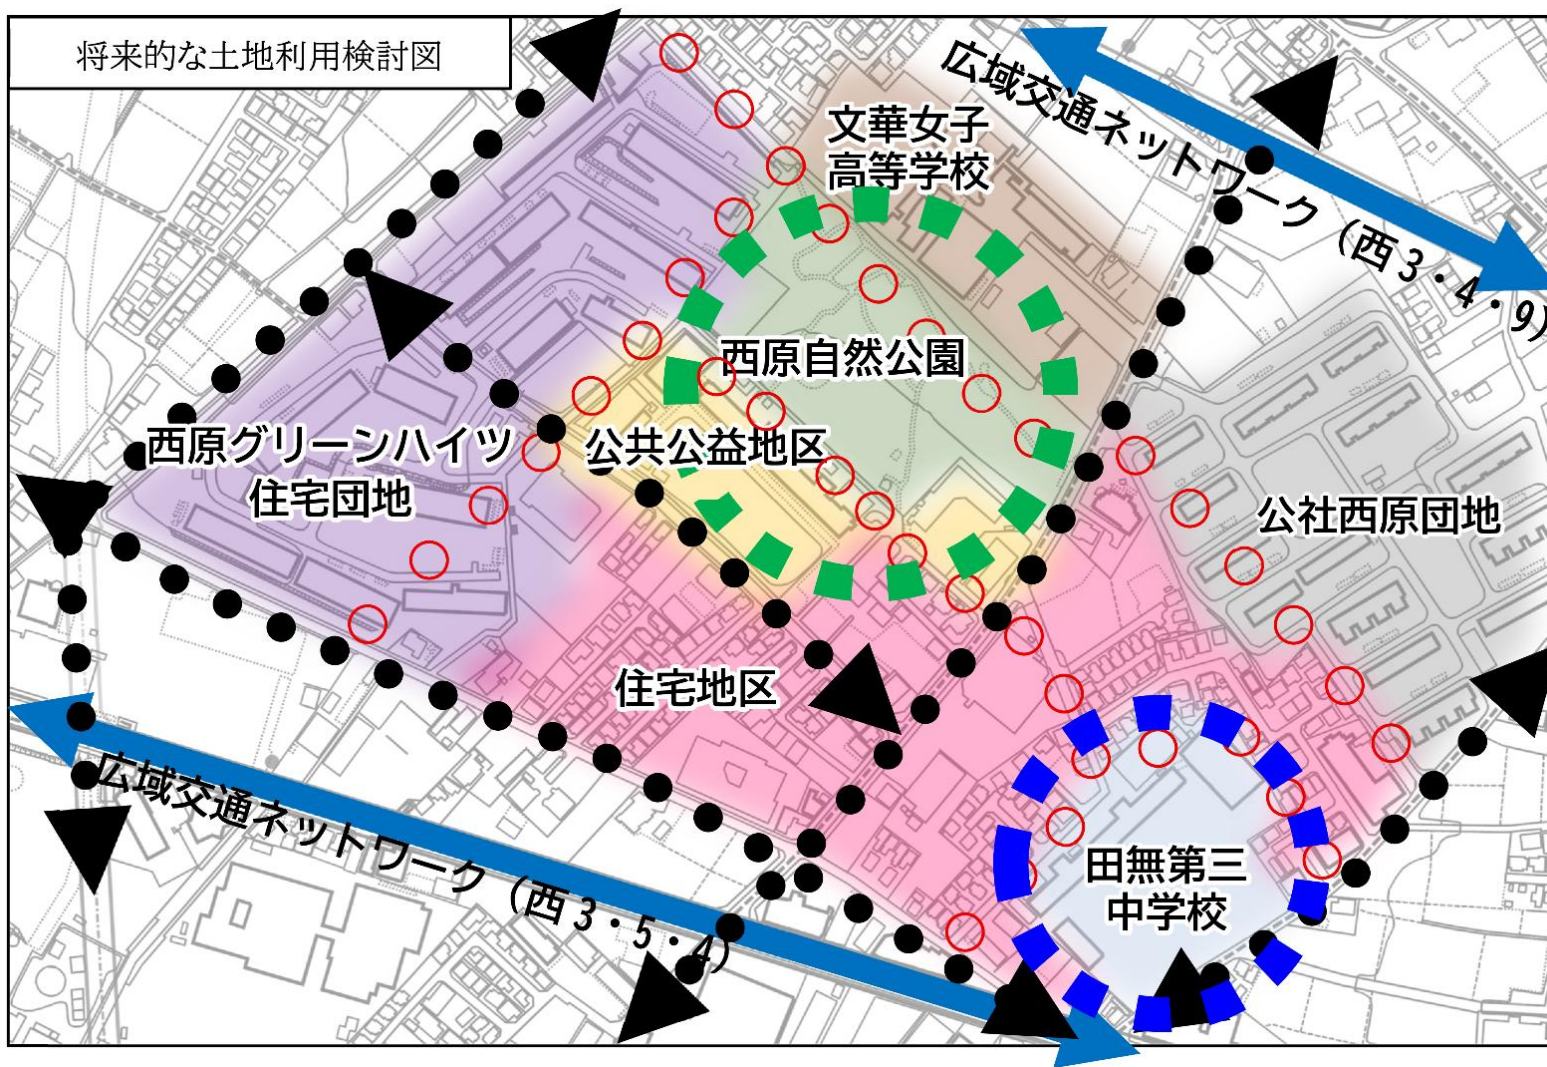 将来的な土地利用検討図
広域交通ネットワーク（西３・４・９）
文華女子
高等学校
西原自然公園
西原グリーンハイツ
住宅団地
公共公益地区
公社西原団地
住宅地区
広域交通ネットワーク（西３・５・４）
田無第三
中学校